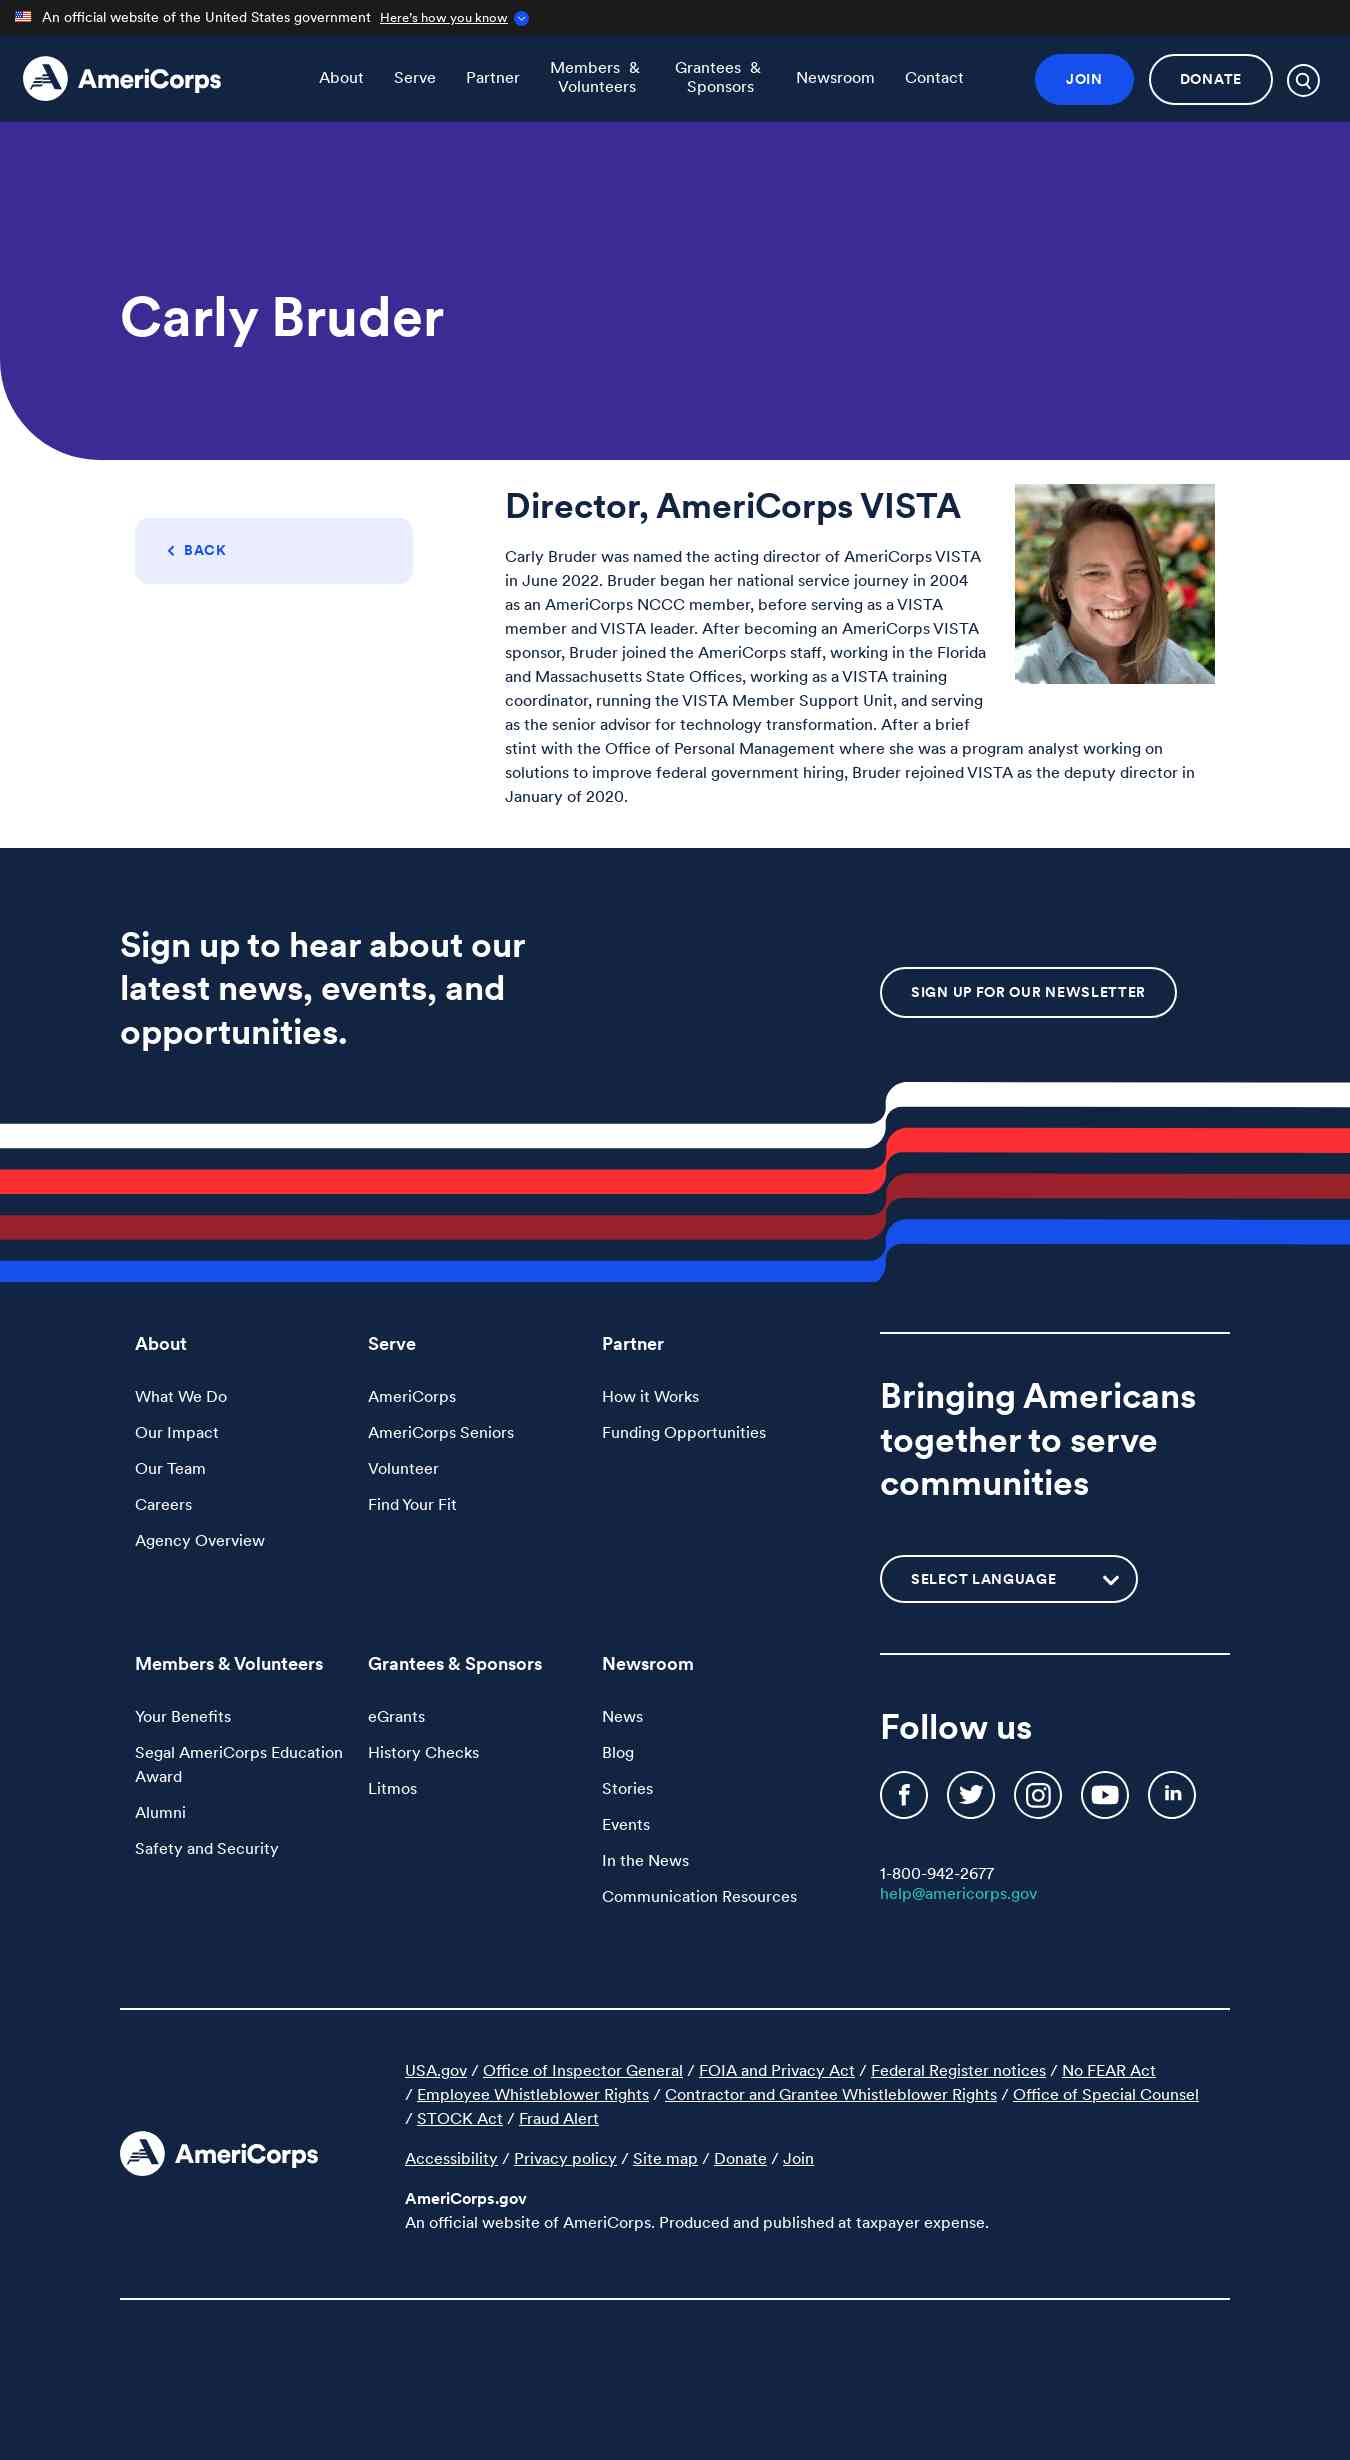 An official website of the United States government Here's how you know
AmeriCorps
About Serve Partner Members & Volunteers Grantees & Sponsors Newsroom Contact
JOIN DONATE
Carly Bruder
BACK
Director, AmeriCorps VISTA
Carly Bruder was named the acting director of AmeriCorps VISTA
in June 2022. Bruder began her national service journey in 2004
as an AmeriCorps NCCC member, before serving as a VISTA
member and VISTA leader. After becoming an AmeriCorps VISTA
sponsor, Bruder joined the AmeriCorps staff, working in the Florida
and Massachusetts State Offices, working as a VISTA training
coordinator, running the VISTA Member Support Unit, and serving
as the senior advisor for technology transformation. After a brief
stint with the Office of Personal Management where she was a program analyst working on
solutions to improve federal government hiring, Bruder rejoined VISTA as the deputy director in
January of 2020.
Sign up to hear about our
latest news, events, and
opportunities.
SIGN UP FOR OUR NEWSLETTER
About
What We Do
Our Impact
Our Team
Careers
Agency Overview
Serve
AmeriCorps
AmeriCorps Seniors
Volunteer
Find Your Fit
Partner
How it Works
Funding Opportunities
Bringing Americans
together to serve
communities
SELECT LANGUAGE
Members & Volunteers
Your Benefits
Segal AmeriCorps Education
Award
Alumni
Safety and Security
Grantees & Sponsors
eGrants
History Checks
Litmos
Newsroom
News
Blog
Stories
Events
In the News
Communication Resources
Follow us
1-800-942-2677
help@americorps.gov
AmeriCorps
USA.gov / Office of Inspector General / FOIA and Privacy Act / Federal Register notices / No FEAR Act
/ Employee Whistleblower Rights / Contractor and Grantee Whistleblower Rights / Office of Special Counsel
/ STOCK Act / Fraud Alert
Accessibility / Privacy policy / Site map / Donate / Join
AmeriCorps.gov
An official website of AmeriCorps. Produced and published at taxpayer expense.